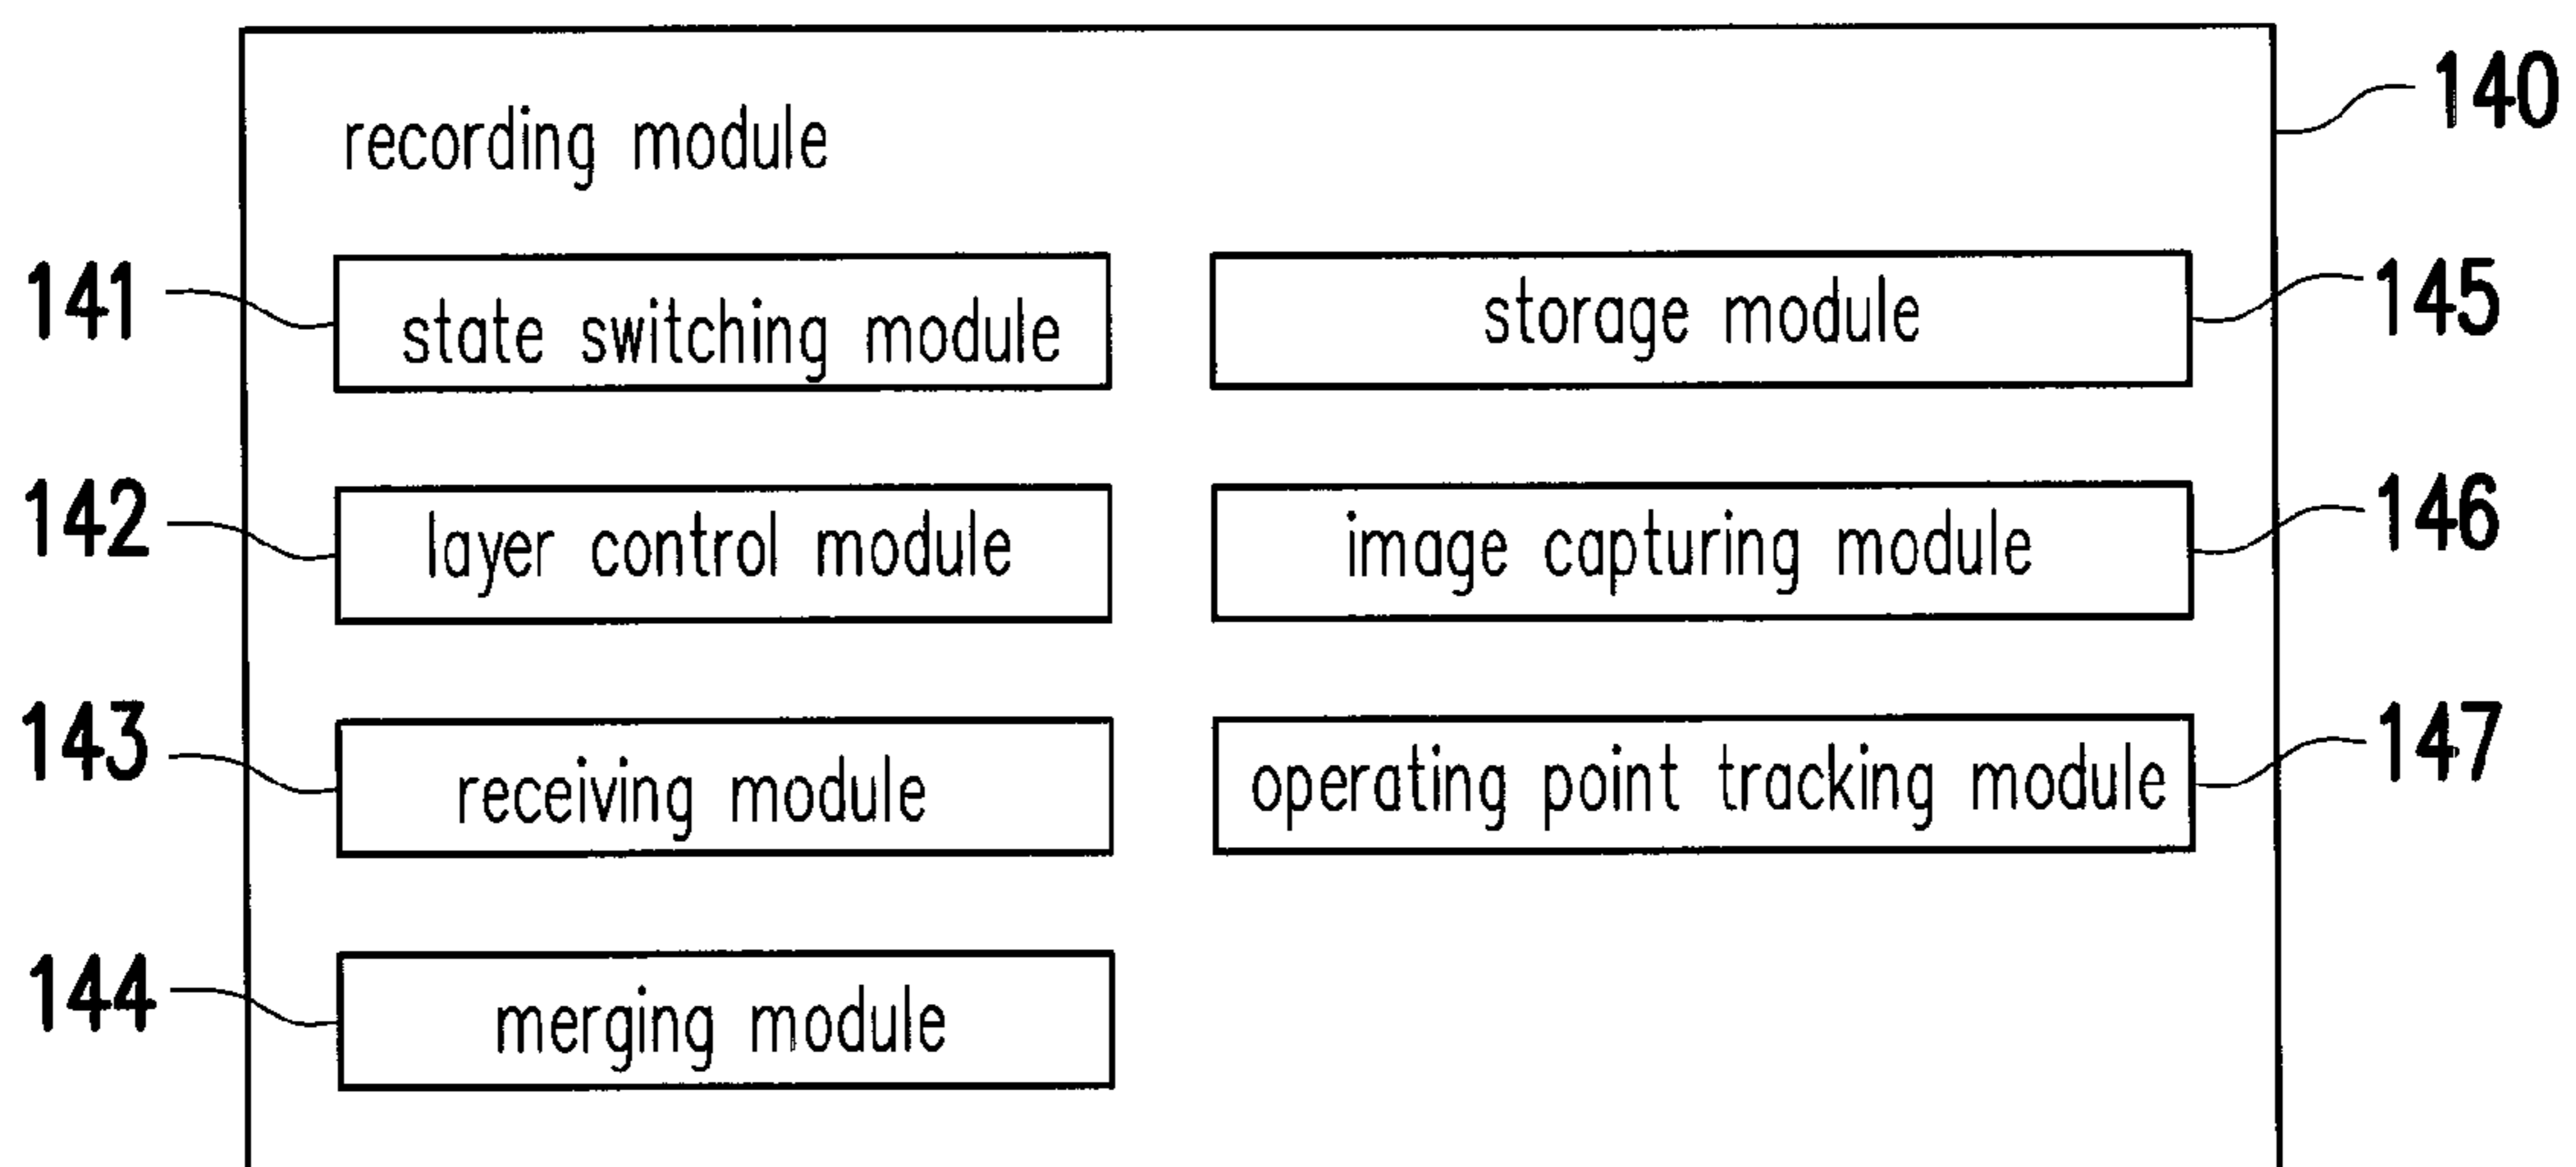 recording module
140
141
state switching module
storage module
145
142
layer control module
image capturing module
146
143
receiving module
operating point tracking module
147
144
merging module